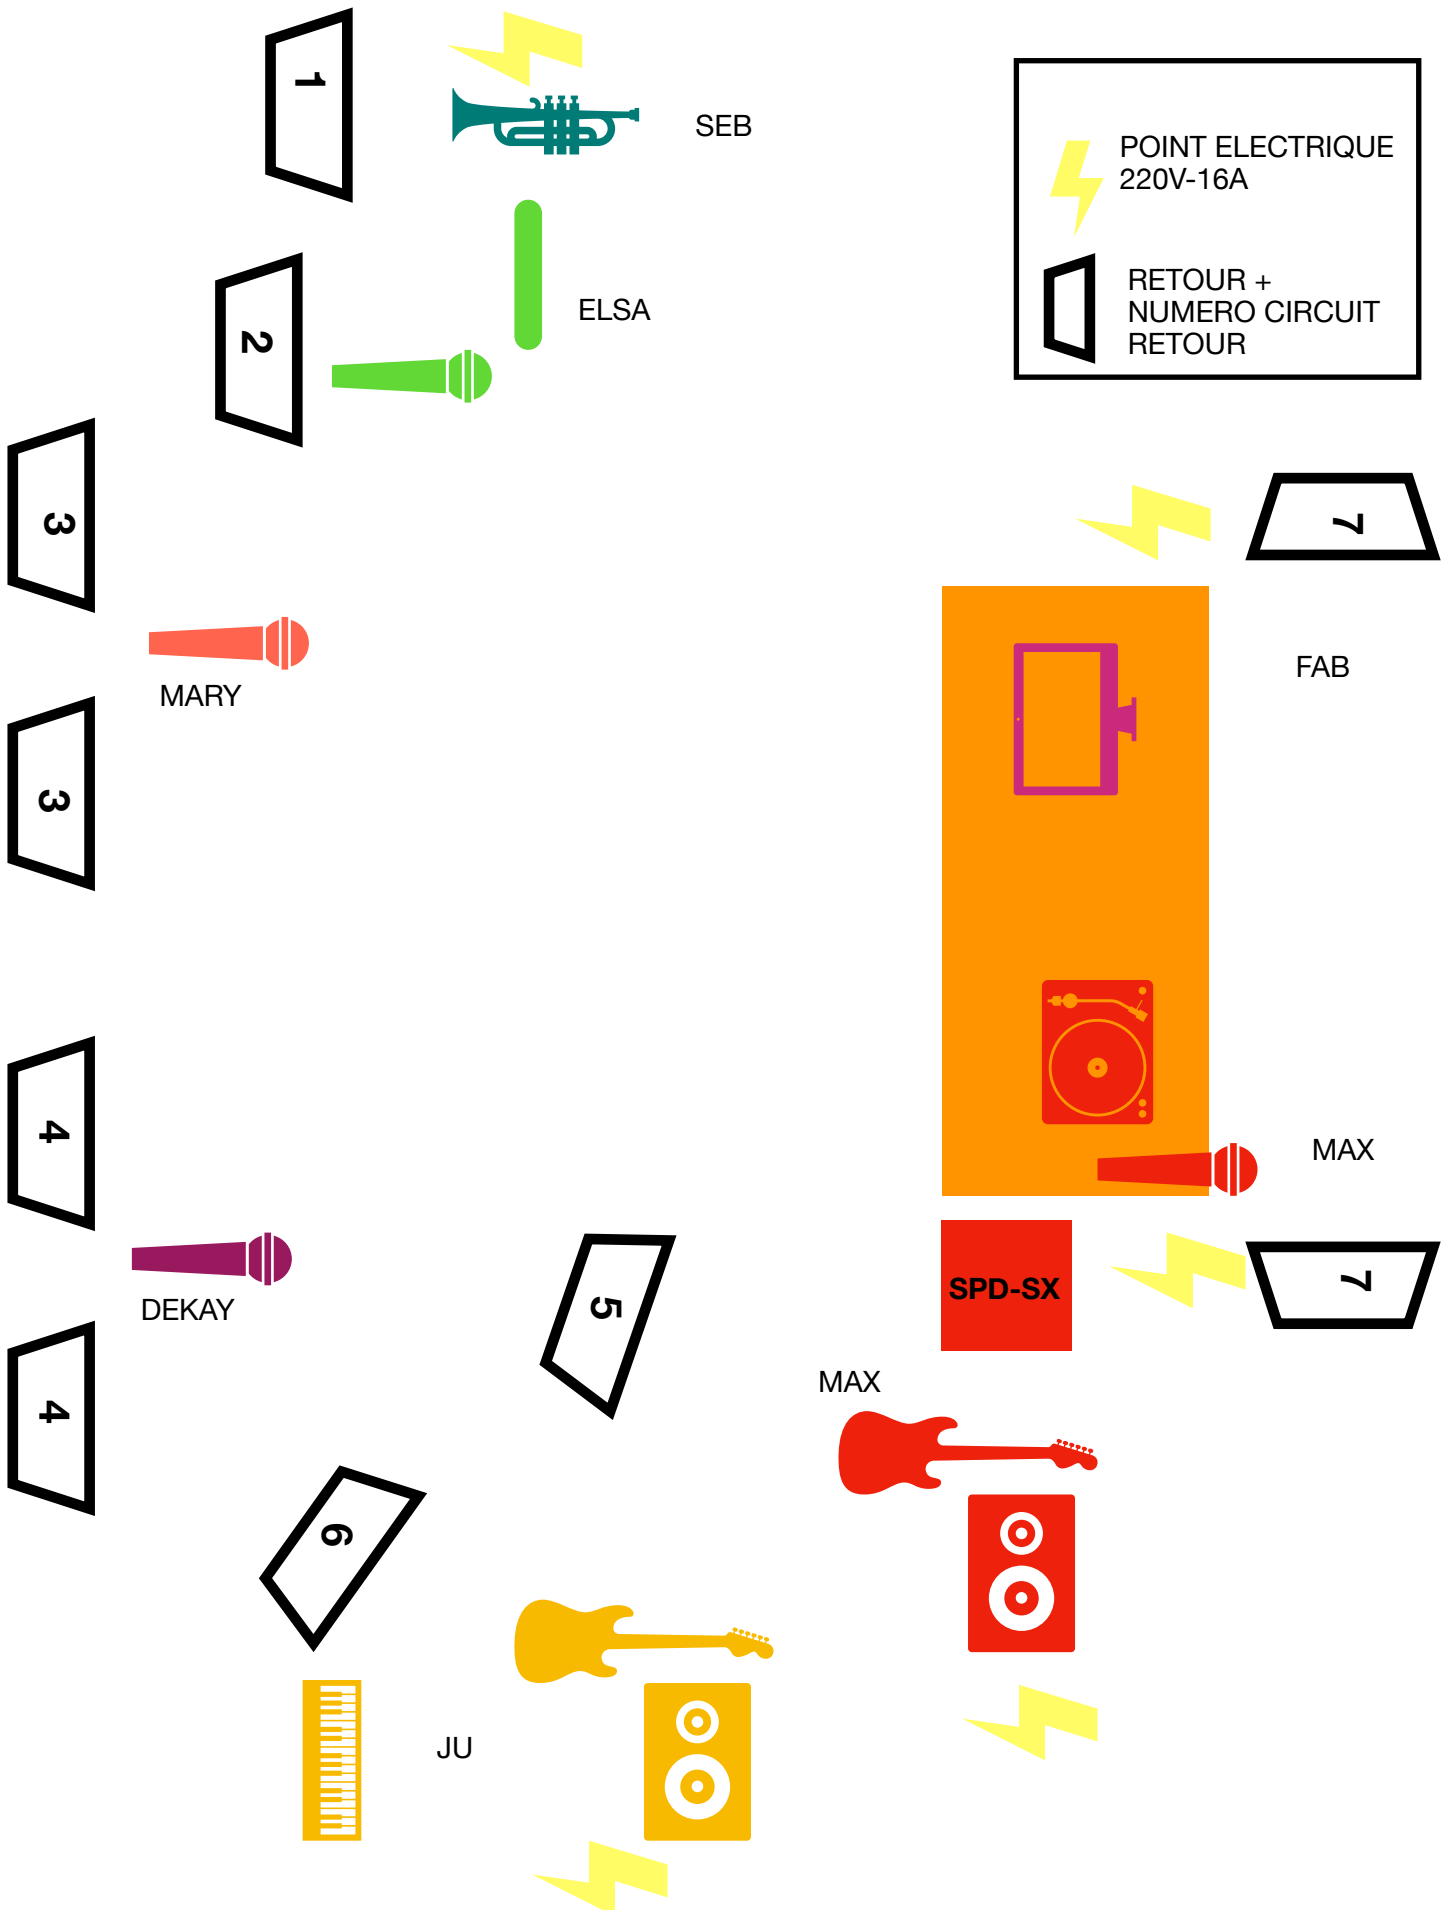 1
SEB
POINT ELECTRIQUE
220V-16A
ELSA
RETOUR +
NUMERO CIRCUIT
RETOUR
2
3
7
FAB
MARY
3
4
MAX
DEKAY
5
SPD-SX
7
MAX
4
6
JU